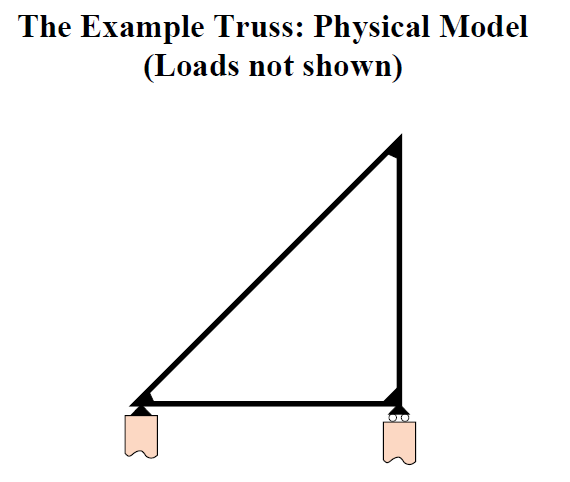 The Example Truss: Physical Model
(Loads not shown)